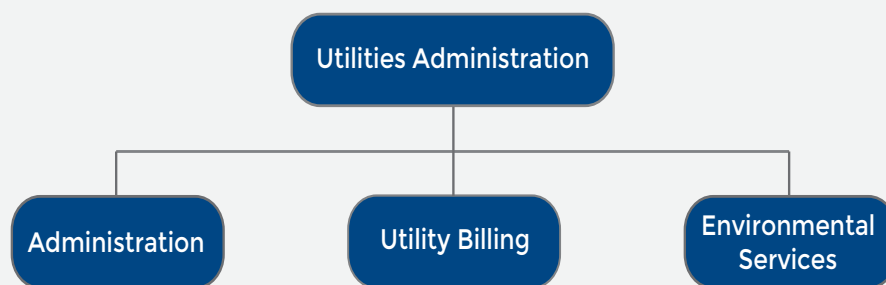 Utilities Administration
Administration
Utility Billing
Environmental
Services